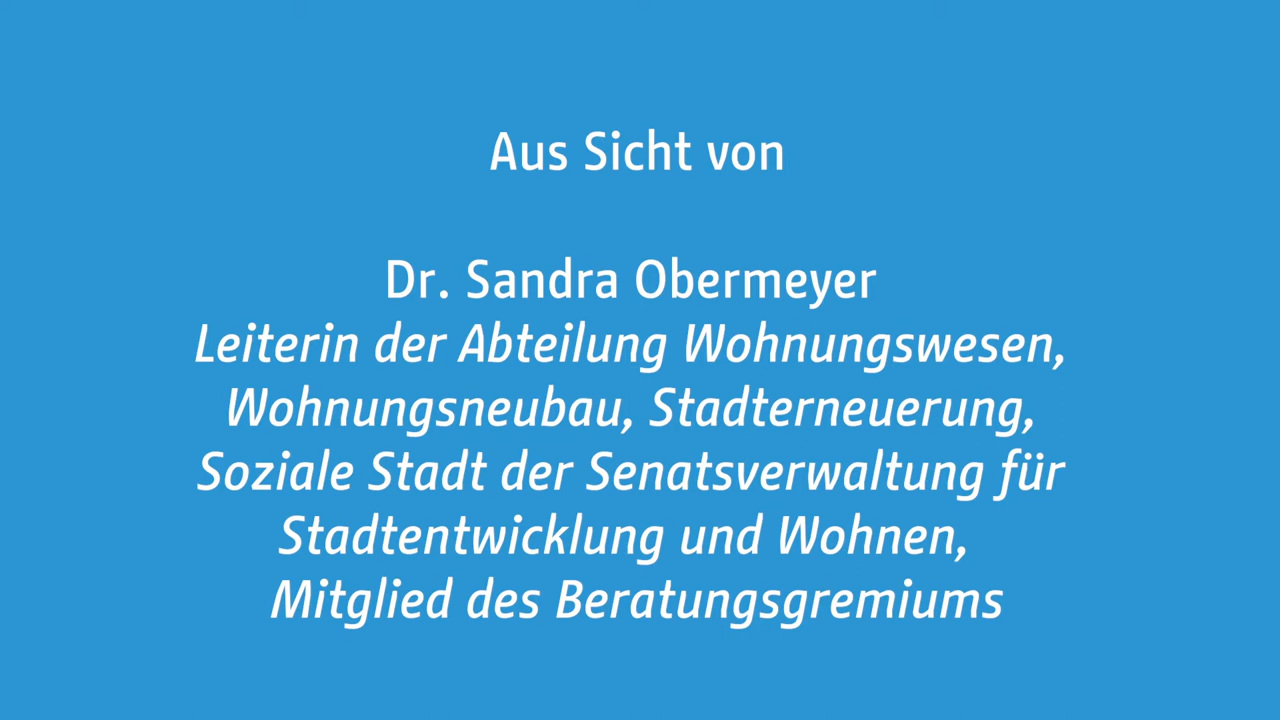 Aus Sicht von
Dr. Sandra Obermeyer
Leiterin der Abteilung Wohnungswesen,
Wohnungsneubau, Stadterneuerung,
Soziale Stadt der Senatsverwaltung für
Stadtentwicklung und Wohnen,
Mitglied des Beratungsgremiums